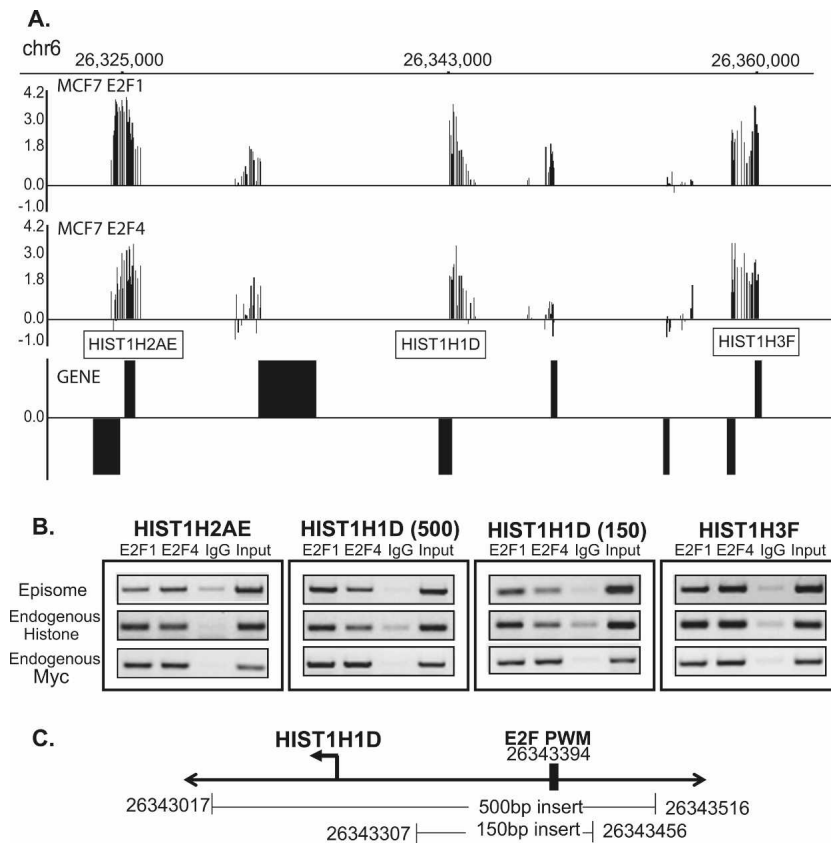 A.
chr6
26,325,000 26,343,000 26,360,000
MCF7 E2F1
4.2
3.0
1.8
0.0
-1.0
MCF7 E2F4
4.2
3.0
1.8
0.0
-1.0
HIST1H2AE HIST1H1D HIST1H3F
GENE
0.0
B.
HIST1H2AE HIST1H1D (500) HIST1H1D (150) HIST1H3F
E2F1 E2F4 IgG Input E2F1 E2F4 IgG Input E2F1 E2F4 IgG Input E2F1 E2F4 IgG Input
Episome
Endogenous
Histone
Endogenous
Myc
C.
HIST1H1D
E2F PWM
26343394
26343017 500bp insert 26343516
26343307 150bp insert 26343456